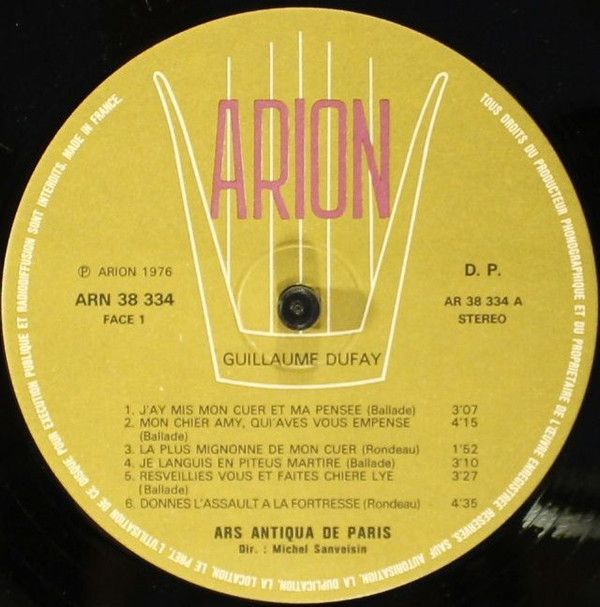 ARION
TOUS DROITS DU PRODUCTEUR PHONOGRAPHIQUE ET DU PROPRIETAIRE DE L'ŒUVRE ENREGISTREE RESERVES. SAUF AUTORISATION, LA DUPLICATION, LA LOCATION, LE PRET, L'UTILISATION DE CE DISQUE POUR EXECUTION PUBLIQUE ET RADIODIFFUSION SONT INTERDITS. MADE IN FRANCE.
Ⓟ ARION 1976
ARN 38 334
FACE 1
D. P.
AR 38 334 A
STEREO
GUILLAUME DUFAY
1. J'AY MIS MON CUER ET MA PENSEE (Ballade) 3'07
2. MON CHIER AMY, QUI'AVES VOUS EMPENSE 4'15
(Ballade)
3. LA PLUS MIGNONNE DE MON CUER (Rondeau) 1'52
4. JE LANGUIS EN PITEUS MARTIRE (Ballade) 3'10
5. RESVEILLIES VOUS ET FAITES CHIERE LYE 3'27
(Ballade)
6. DONNES L'ASSAULT A LA FORTRESSE (Rondeau) 4'35
ARS ANTIQUA DE PARIS
Dir. : Michel Sanvoisin